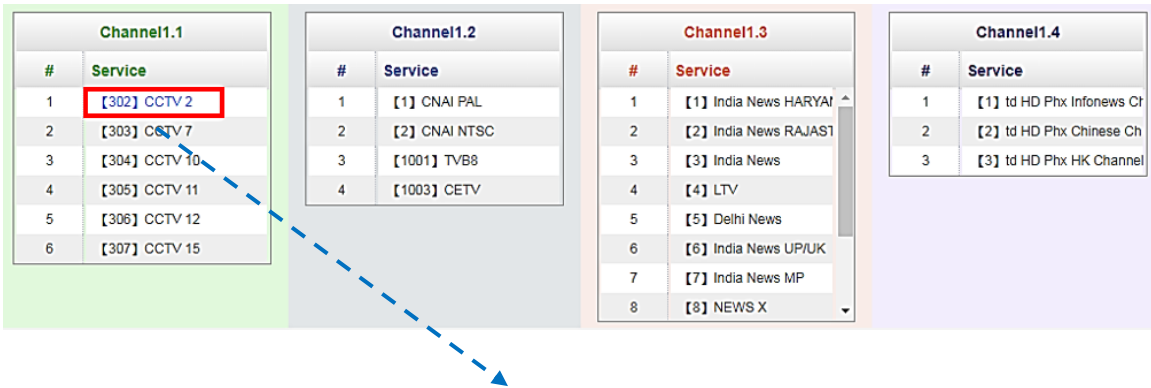 Channel1.1
# Service
1 【302】 CCTV 2
2 【303】 CCTV 7
3 【304】 CCTV 10
4 【305】 CCTV 11
5 【306】 CCTV 12
6 【307】 CCTV 15
Channel1.2
# Service
1 【1】 CNAI PAL
2 【2】 CNAI NTSC
3 【1001】 TVB8
4 【1003】 CETV
Channel1.3
# Service
1 【1】 India News
2 【2】 India News
3 【3】 India News
4 【4】 LTV
5 【5】 Delhi News
6 【6】 India News UP/UK
7 【7】 India News MP
8 【8】 NEWS X
Channel1.4
# Service
1 【1】 td HD Phx Infonews Ch
2 【2】 td HD Phx Chinese Ch
3 【3】 td HD Phx HK Channel